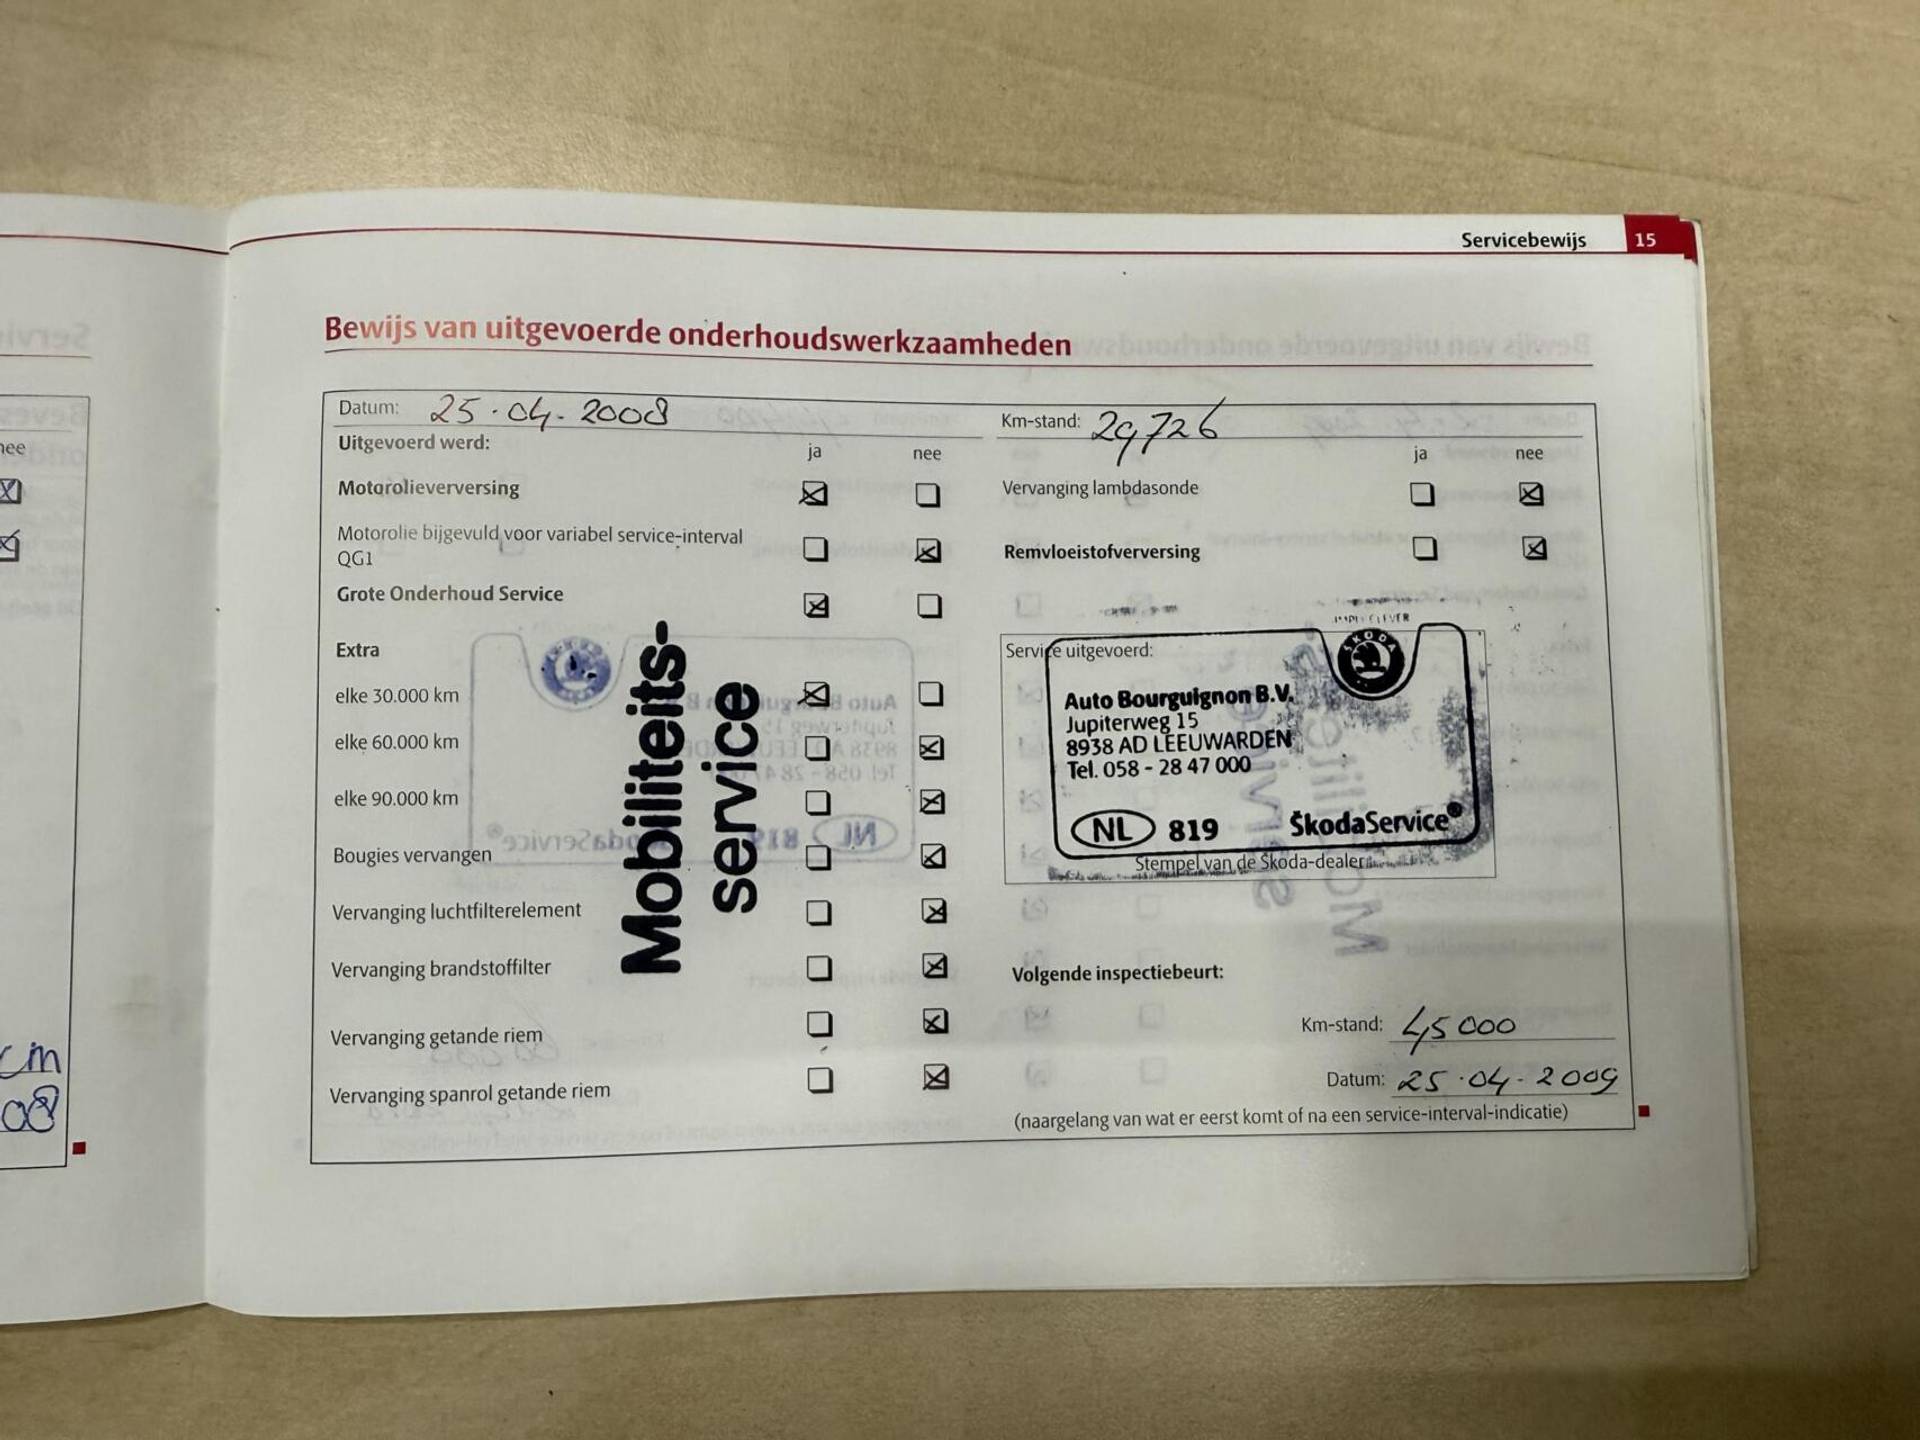 Servicebewijs 15
Bewijs van uitgevoerde onderhoudswerkzaamheden
Datum: 25.04.2008
Uitgevoerd werd:
ja nee
Motorolieverversing
Motorolie bijgevuld voor variabel service-interval
QG1
Grote Onderhoud Service
Extra
elke 30.000 km
elke 60.000 km
elke 90.000 km
Bougies vervangen
Vervanging luchtfilterelement
Vervanging brandstoffilter
Vervanging getande riem
Vervanging spanrol getande riem
Mobiliteits-
service
Km-stand: 29726
ja nee
Vervanging lambdasonde
Remvloeistofverversing
Service uitgevoerd:
SKODA
Auto Bourguignon B.V.
Jupiterweg 15
8938 AD LEEUWARDEN
Tel. 058 - 28 47 000
NL 819 ŠkodaService®
Stempel van de Škoda-dealer
Volgende inspectiebeurt:
Km-stand: 45000
Datum: 25.04-2009
(naargelang van wat er eerst komt of na een service-interval-indicatie)
nee
cm
08